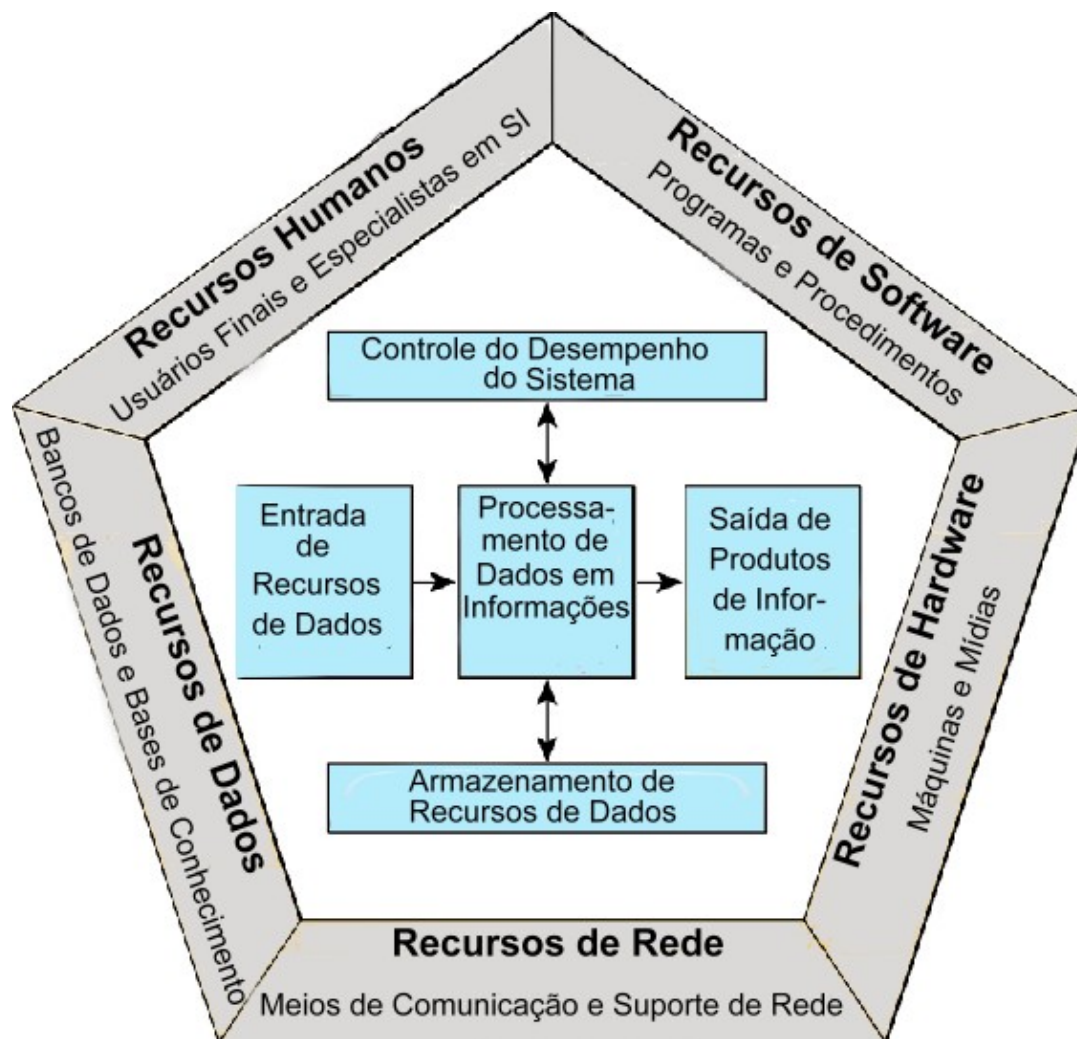 Recursos Humanos
Usuários Finais e Especialistas em SI
Recursos de Software
Programas e Procedimentos
Controle do Desempenho
do Sistema
Entrada
de
Recursos
de Dados
Processa-
mento de
Dados em
Informações
Saída de
Produtos
de Infor-
mação
Armazenamento de
Recursos de Dados
Recursos de Dados
Bancos de Dados e Bases de Conhecimento
Recursos de Hardware
Máquinas e Mídias
Recursos de Rede
Meios de Comunicação e Suporte de Rede